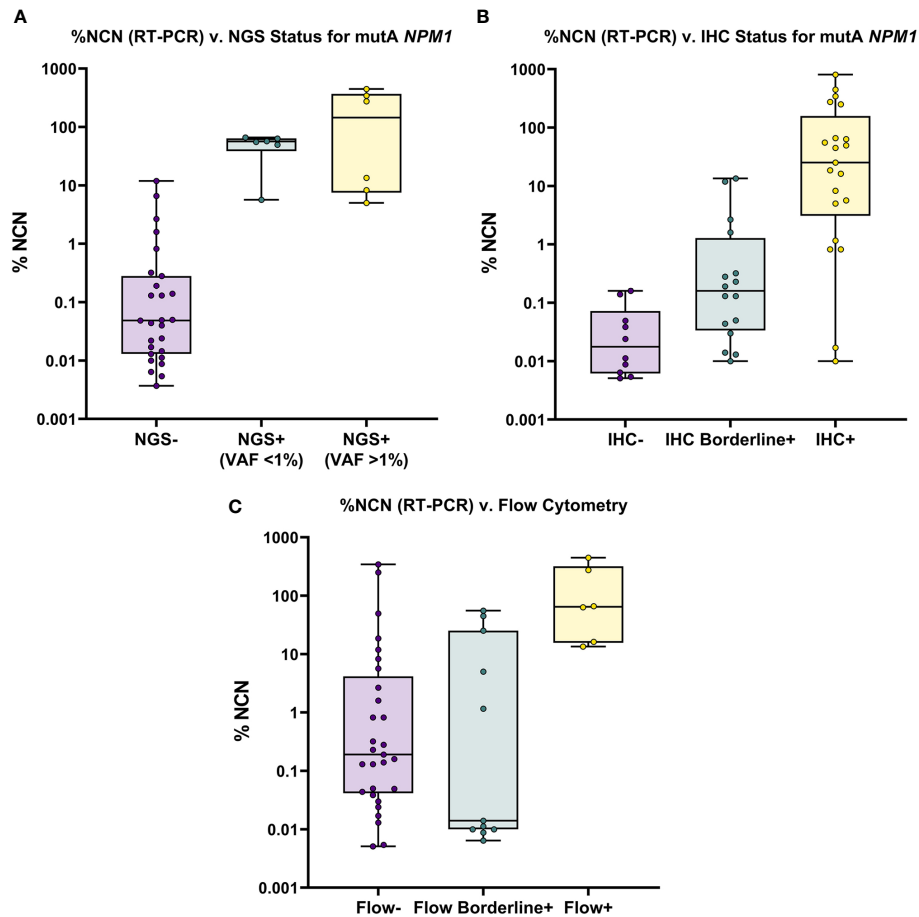 A
%NCN (RT-PCR) v. NGS Status for mutA NPM1
% NCN
1000
100
10
1
0.1
0.01
0.001
NGS-
NGS+
(VAF <1%)
NGS+
(VAF >1%)
B
%NCN (RT-PCR) v. IHC Status for mutA NPM1
% NCN
1000
100
10
1
0.1
0.01
0.001
IHC-
IHC Borderline+
IHC+
C
%NCN (RT-PCR) v. Flow Cytometry
% NCN
1000
100
10
1
0.1
0.01
0.001
Flow-
Flow Borderline+
Flow+